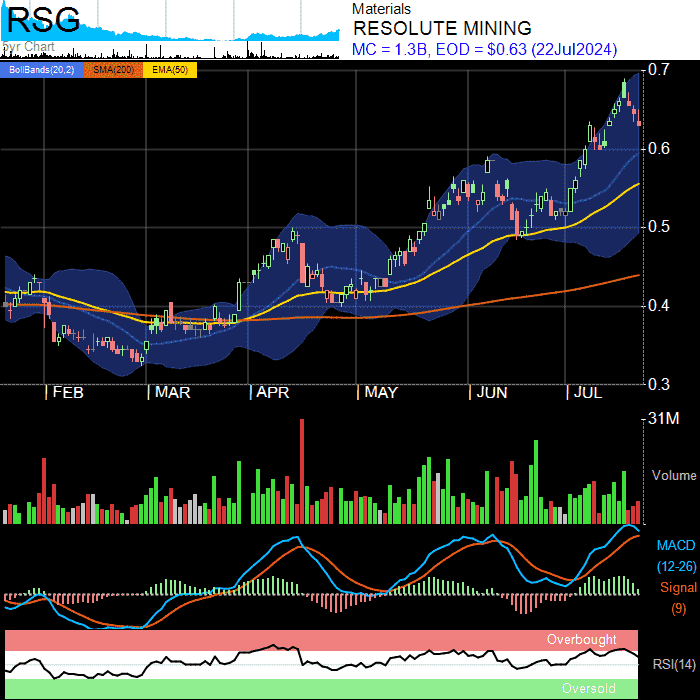 RSG
5yr Chart
Materials
RESOLUTE MINING
MC = 1.3B, EOD = $0.63 (22Jul2024)
BollBands(20,2) SMA(200) EMA(50)
0.7
0.6
0.5
0.4
0.3
FEB MAR APR MAY JUN JUL
31M
Volume
MACD
(12-26)
Signal
(9)
Overbought
RSI(14)
Oversold